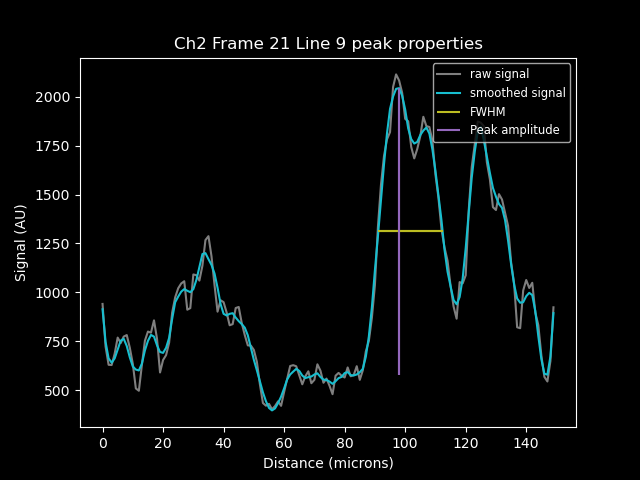 Ch2 Frame 21 Line 9 peak properties
raw signal
smoothed signal
FWHM
Peak amplitude
Signal (AU)
2000
1750
1500
1250
1000
750
500
0 20 40 60 80 100 120 140
Distance (microns)